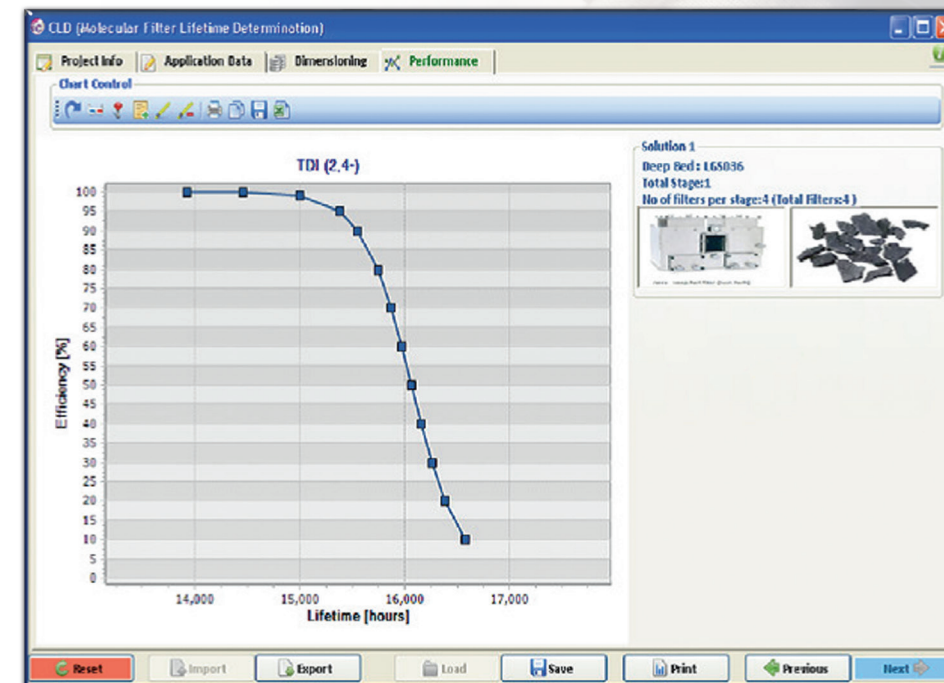 CLD (Molecular Filter Lifetime Determination)
Project Info
Application Data
Dimensioning
Performance
Chart Control
TDI (2,4-)
Efficiency [%]
100
95
90
85
80
75
70
65
60
55
50
45
40
35
30
25
20
15
10
5
0
14,000
15,000
16,000
17,000
Lifetime [hours]
Solution 1
Deep Bed : LGS036
Total Stage:1
No of filters per stage:4 (Total Filters:4 )
Reset
Import
Export
Load
Save
Print
Previous
Next